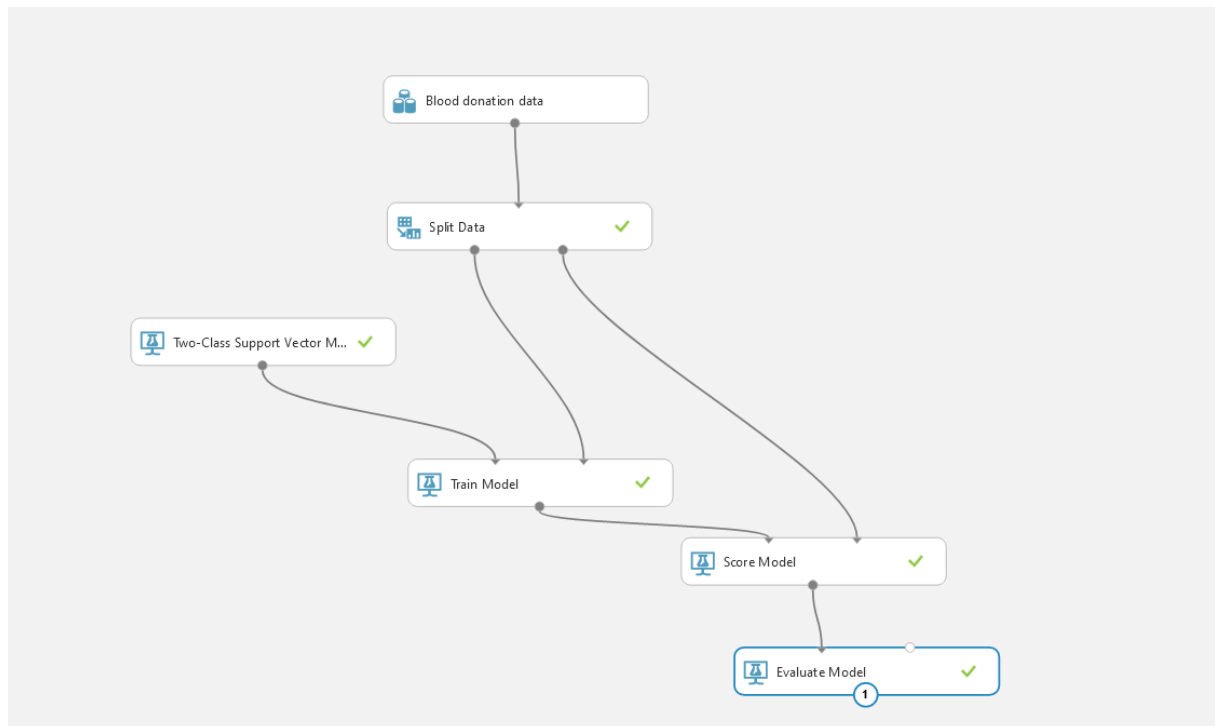 Blood donation data
Split Data
Two-Class Support Vector M...
Train Model
Score Model
Evaluate Model
1